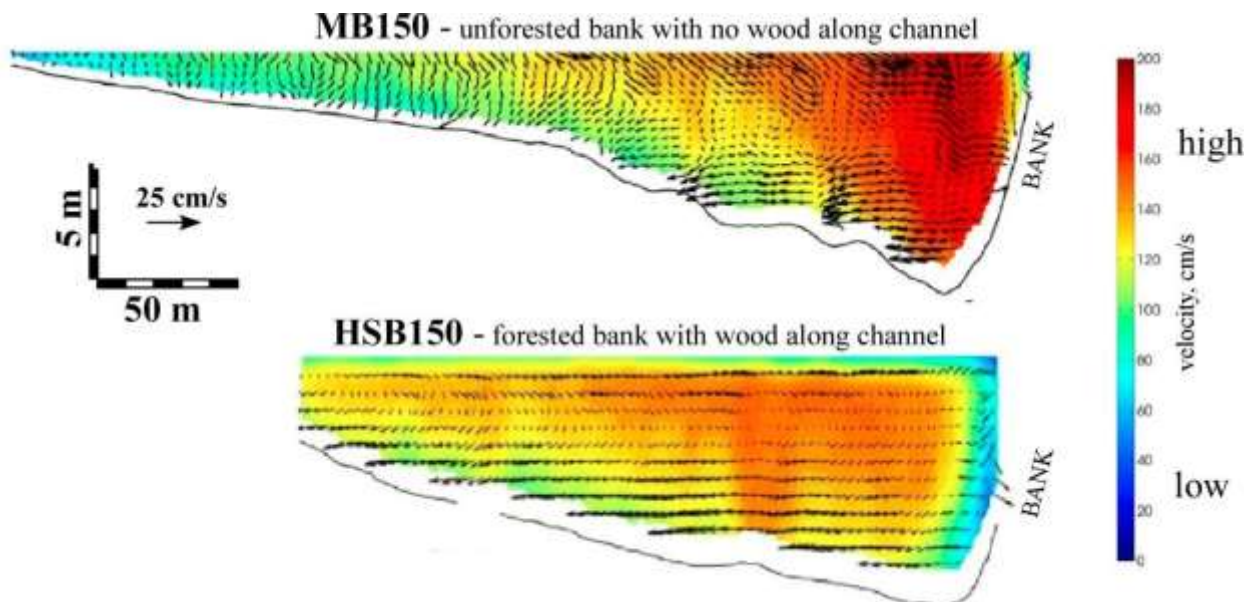 MB150 - unforested bank with no wood along channel
200
180
160
140
120
100
80
60
40
20
0
high
velocity, cm/s
low
BANK
25 cm/s
5 m
50 m
HSB150 - forested bank with wood along channel
BANK